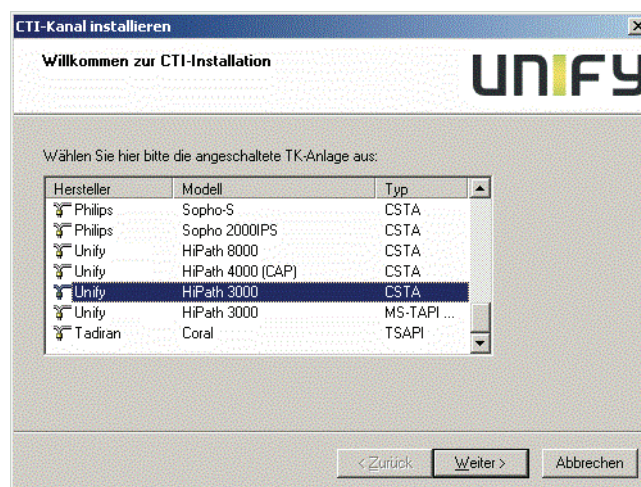 CTI-Kanal installieren
Willkommen zur CTI-Installation
UNIFY
Wählen Sie hier bitte die angeschaltete TK-Anlage aus:
Hersteller Modell Typ
Philips Sopho-S CSTA
Philips Sopho 2000IPS CSTA
Unify HiPath 8000 CSTA
Unify HiPath 4000 (CAP) CSTA
Unify HiPath 3000 CSTA
Unify HiPath 3000 MS-TAPI ...
Tadiran Coral TSAPI
< Zurück Weiter > Abbrechen